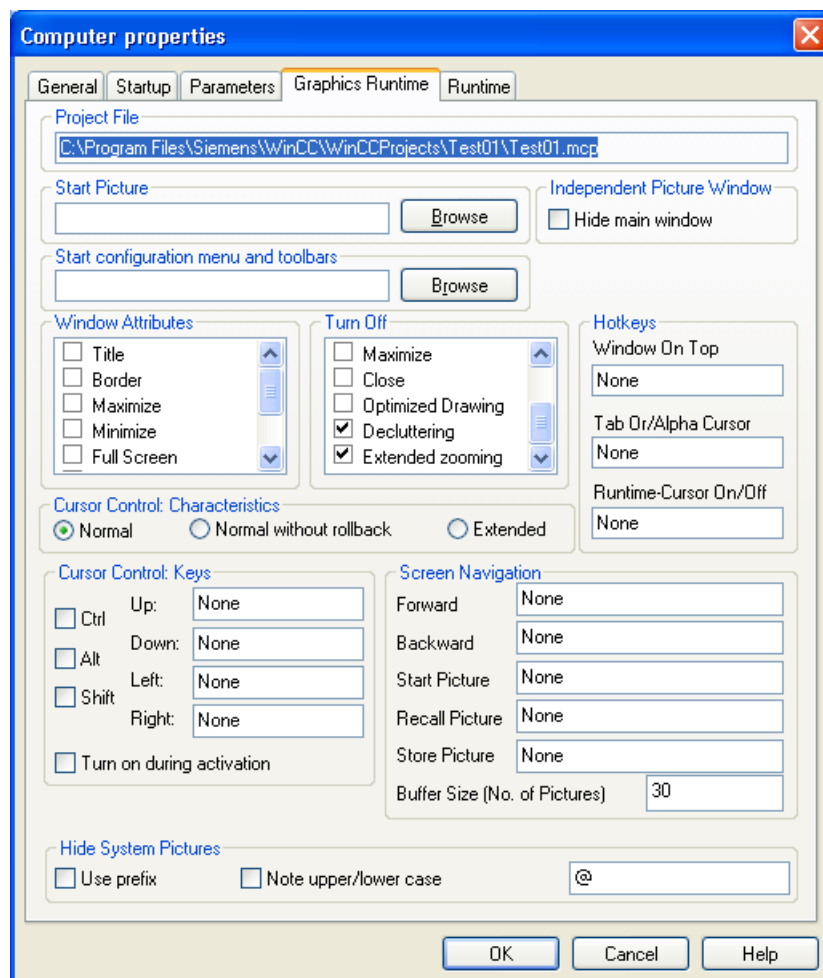 Computer properties
General Startup Parameters Graphics Runtime Runtime
Project File
C:\Program Files\Siemens\WinCC\WinCCProjects\Test01\Test01.mcp
Start Picture
Browse
Independent Picture Window
Hide main window
Start configuration menu and toolbars
Browse
Window Attributes
Title
Border
Maximize
Minimize
Full Screen
Turn Off
Maximize
Close
Optimized Drawing
Decluttering
Extended zooming
Hotkeys
Window On Top
None
Tab Or/Alpha Cursor
None
Runtime-Cursor On/Off
None
Cursor Control: Characteristics
Normal Normal without rollback Extended
Cursor Control: Keys
Ctrl
Alt
Shift
Up: None
Down: None
Left: None
Right: None
Turn on during activation
Screen Navigation
Forward None
Backward None
Start Picture None
Recall Picture None
Store Picture None
Buffer Size (No. of Pictures) 30
Hide System Pictures
Use prefix Note upper/lower case @
OK Cancel Help